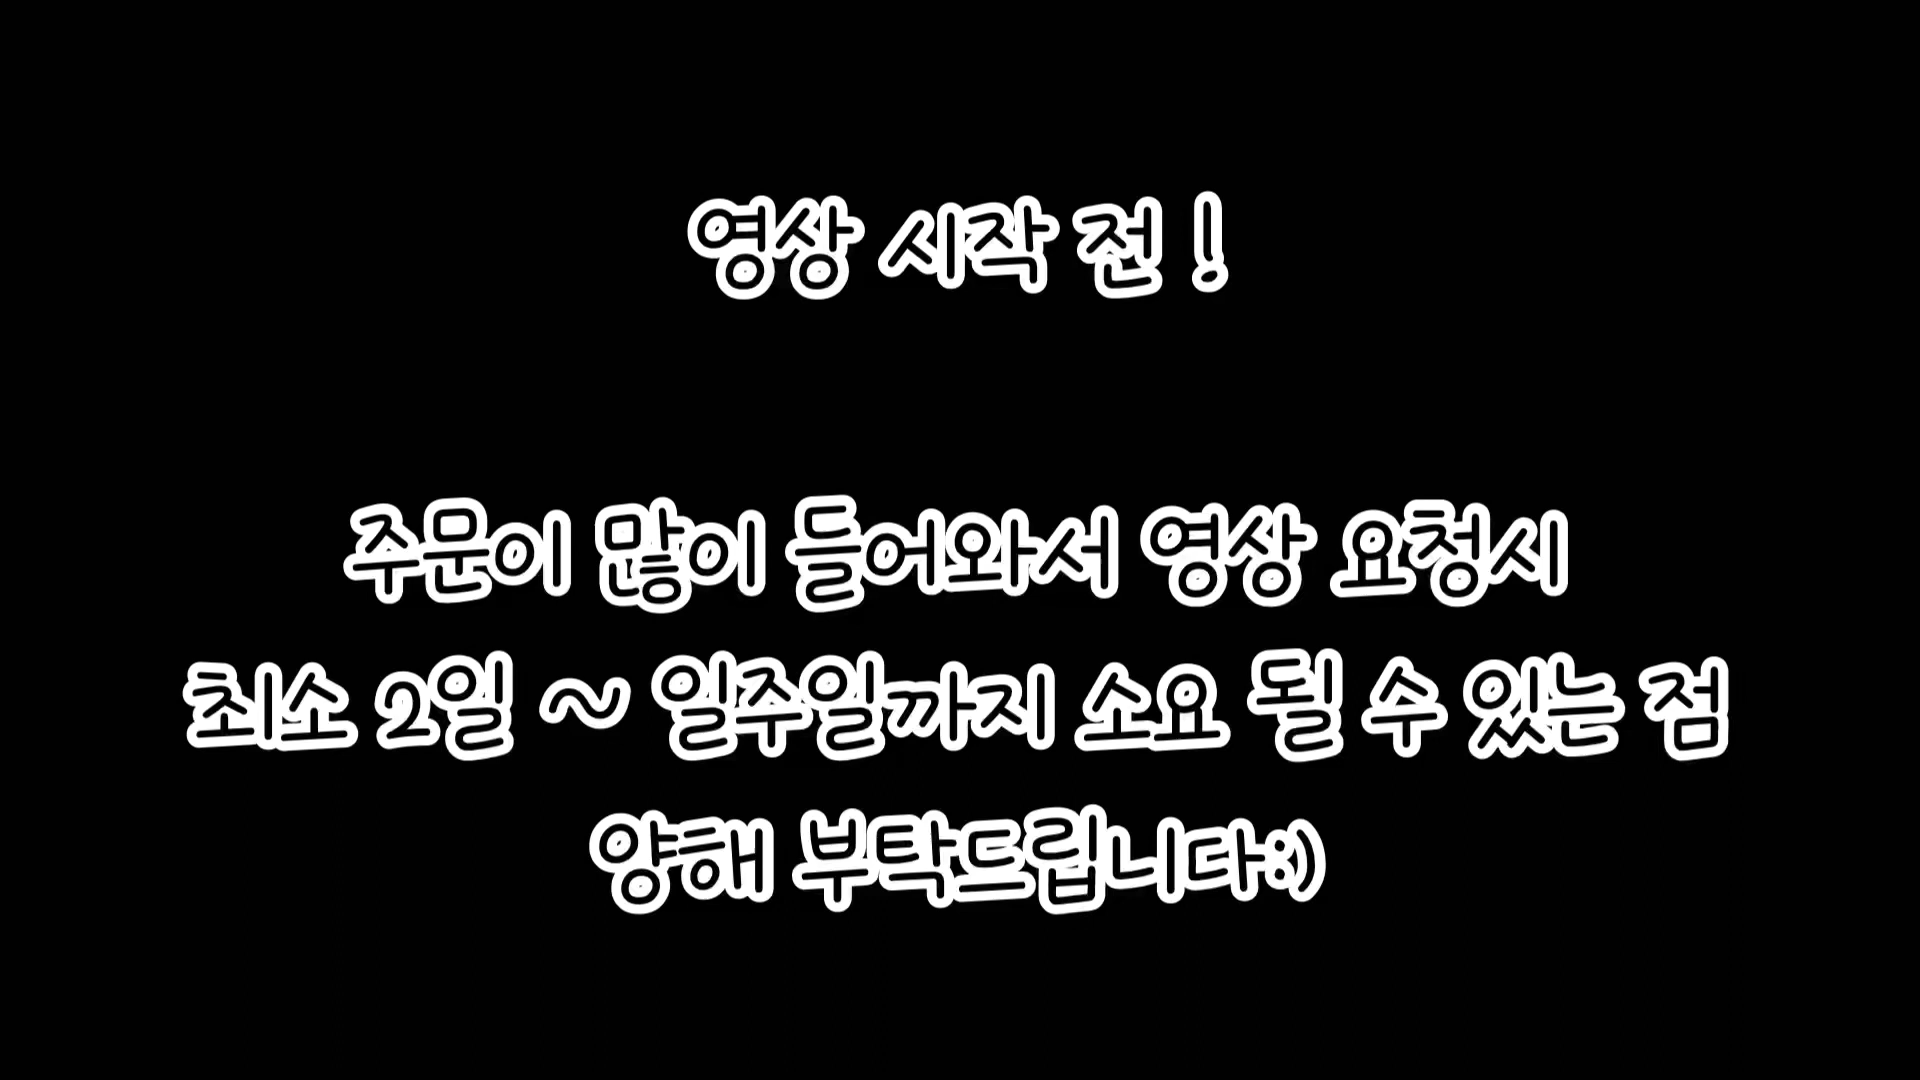 영상 시작 전 !
주문이 많이 들어와서 영상 요청시
최소 2일 ~ 일주일까지 소요 될 수 있는 점
양해 부탁드립니다:)